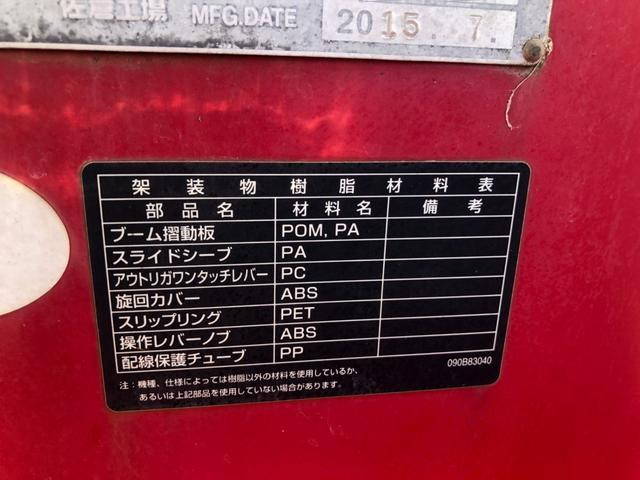 佐倉工場 MFG.DATE 2015. 7.
架装物樹脂材料表
部品名 材料名 備考
ブーム摺動板 POM, PA
スライドシーブ PA
アウトリガワンタッチレバー PC
旋回カバー ABS
スリップリング PET
操作レバーノブ ABS
配線保護チューブ PP
090B83040
注:機種、仕様によっては樹脂以外の材料を使用しているか、
あるいは上記部品を使用していない場合があります。